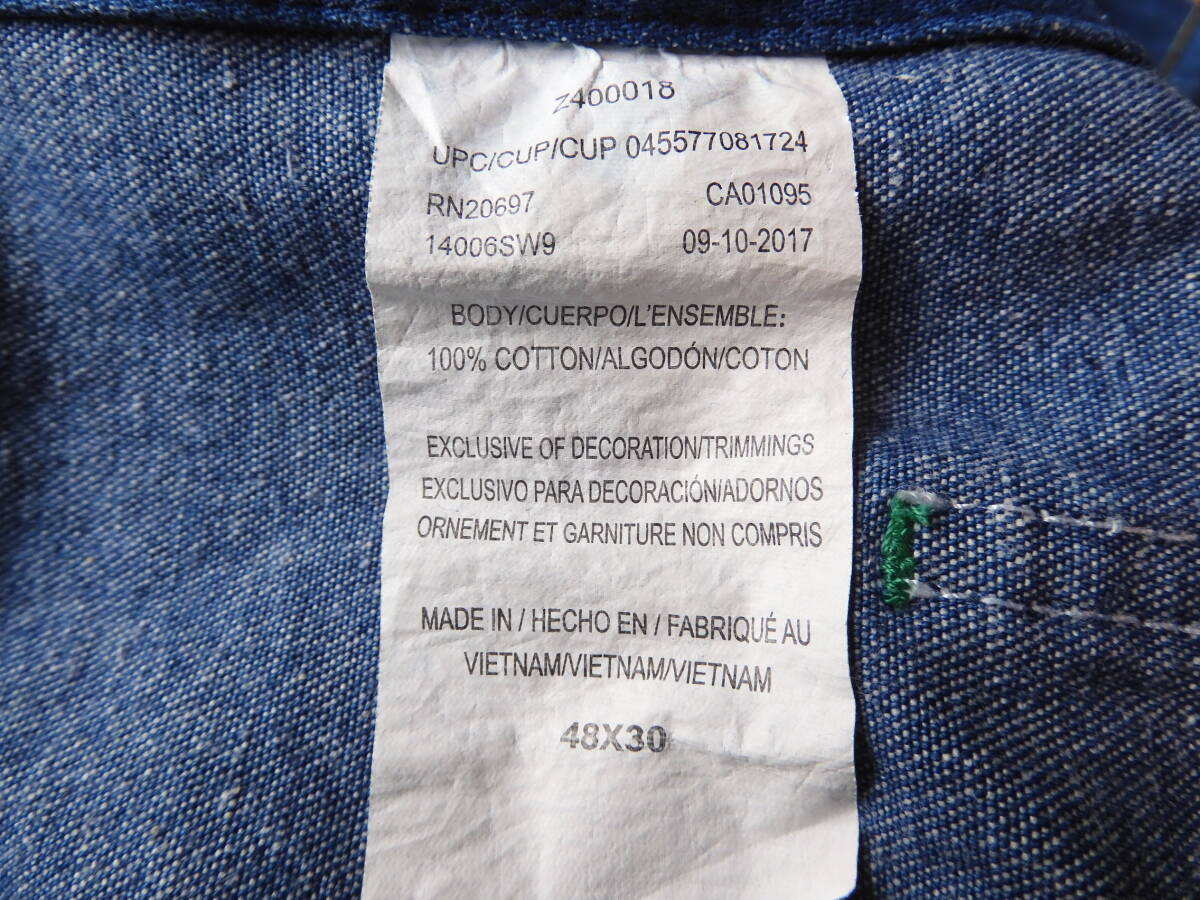 Z400018
UPC/CUP/CUP 045577081724
RN20697 CA01095
14006SW9 09-10-2017
BODY/CUERPO/L'ENSEMBLE:
100% COTTON/ALGODÓN/COTON
EXCLUSIVE OF DECORATION/TRIMMINGS
EXCLUSIVO PARA DECORACIÓN/ADORNOS
ORNEMENT ET GARNITURE NON COMPRIS
MADE IN / HECHO EN / FABRIQUÉ AU
VIETNAM/VIETNAM/VIETNAM
48X30